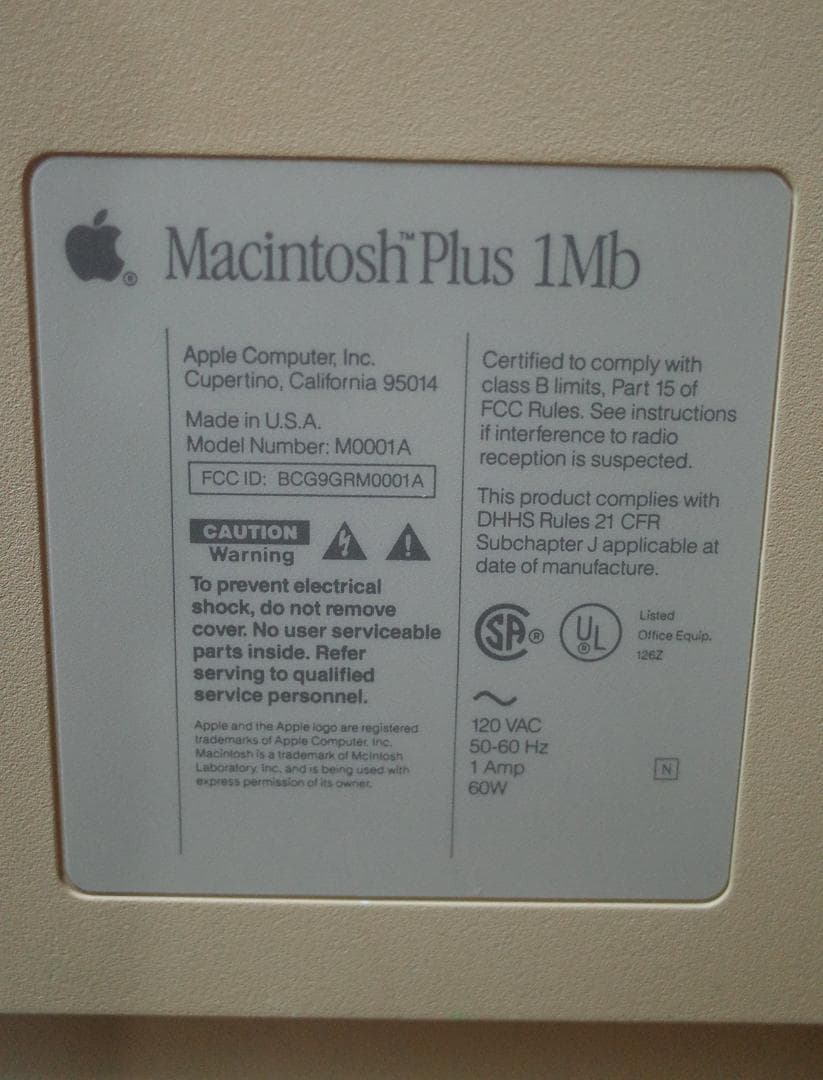 Macintosh™ Plus 1Mb
®
Apple Computer, Inc.
Cupertino, California 95014
Made in U.S.A.
Model Number: M0001A
FCC ID: BCG9GRM0001A
CAUTION
Warning
To prevent electrical
shock, do not remove
cover. No user serviceable
parts inside. Refer
serving to qualified
service personnel.
Apple and the Apple logo are registered
trademarks of Apple Computer, Inc.
Macintosh is a trademark of McIntosh
Laboratory, Inc. and is being used with
express permission of its owner.
Certified to comply with
class B limits, Part 15 of
FCC Rules. See instructions
if interference to radio
reception is suspected.
This product complies with
DHHS Rules 21 CFR
Subchapter J applicable at
date of manufacture.
SA ®
UL ®
Listed
Office Equip.
126Z
120 VAC
50-60 Hz
1 Amp
60W
N